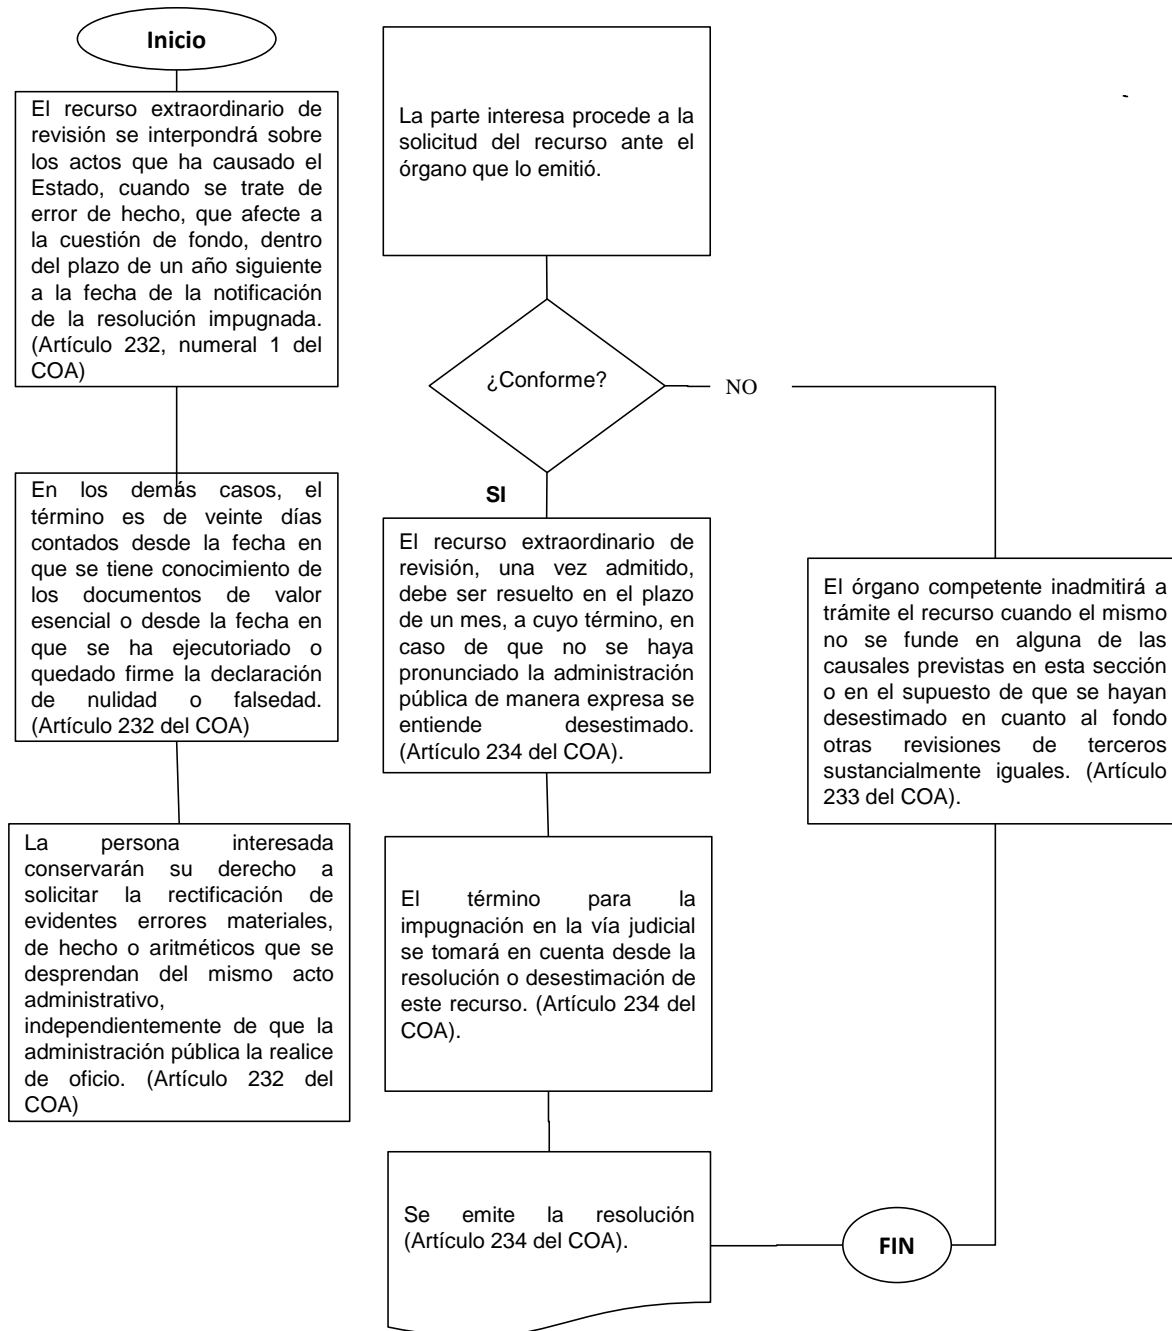 Inicio
El recurso extraordinario de
revisión se interpondrá sobre
los actos que ha causado el
Estado, cuando se trate de
error de hecho, que afecte a
la cuestión de fondo, dentro
del plazo de un año siguiente
a la fecha de la notificación
de la resolución impugnada.
(Artículo 232, numeral 1 del
COA)
En los demás casos, el
término es de veinte días
contados desde la fecha en
que se tiene conocimiento de
los documentos de valor
esencial o desde la fecha en
que se ha ejecutoriado o
quedado firme la declaración
de nulidad o falsedad.
(Artículo 232 del COA)
La persona interesada
conservarán su derecho a
solicitar la rectificación de
evidentes errores materiales,
de hecho o aritméticos que se
desprendan del mismo acto
administrativo,
independientemente de que la
administración pública la realice
de oficio. (Artículo 232 del
COA)
La parte interesa procede a la
solicitud del recurso ante el
órgano que lo emitió.
¿Conforme?
NO
SI
El recurso extraordinario de
revisión, una vez admitido,
debe ser resuelto en el plazo
de un mes, a cuyo término, en
caso de que no se haya
pronunciado la administración
pública de manera expresa se
entiende desestimado.
(Artículo 234 del COA).
El término para la
impugnación en la vía judicial
se tomará en cuenta desde la
resolución o desestimación de
este recurso. (Artículo 234 del
COA).
Se emite la resolución
(Artículo 234 del COA).
El órgano competente inadmitirá a
trámite el recurso cuando el mismo
no se funde en alguna de las
causales previstas en esta sección
o en el supuesto de que se hayan
desestimado en cuanto al fondo
otras revisiones de terceros
sustancialmente iguales. (Artículo
233 del COA).
FIN